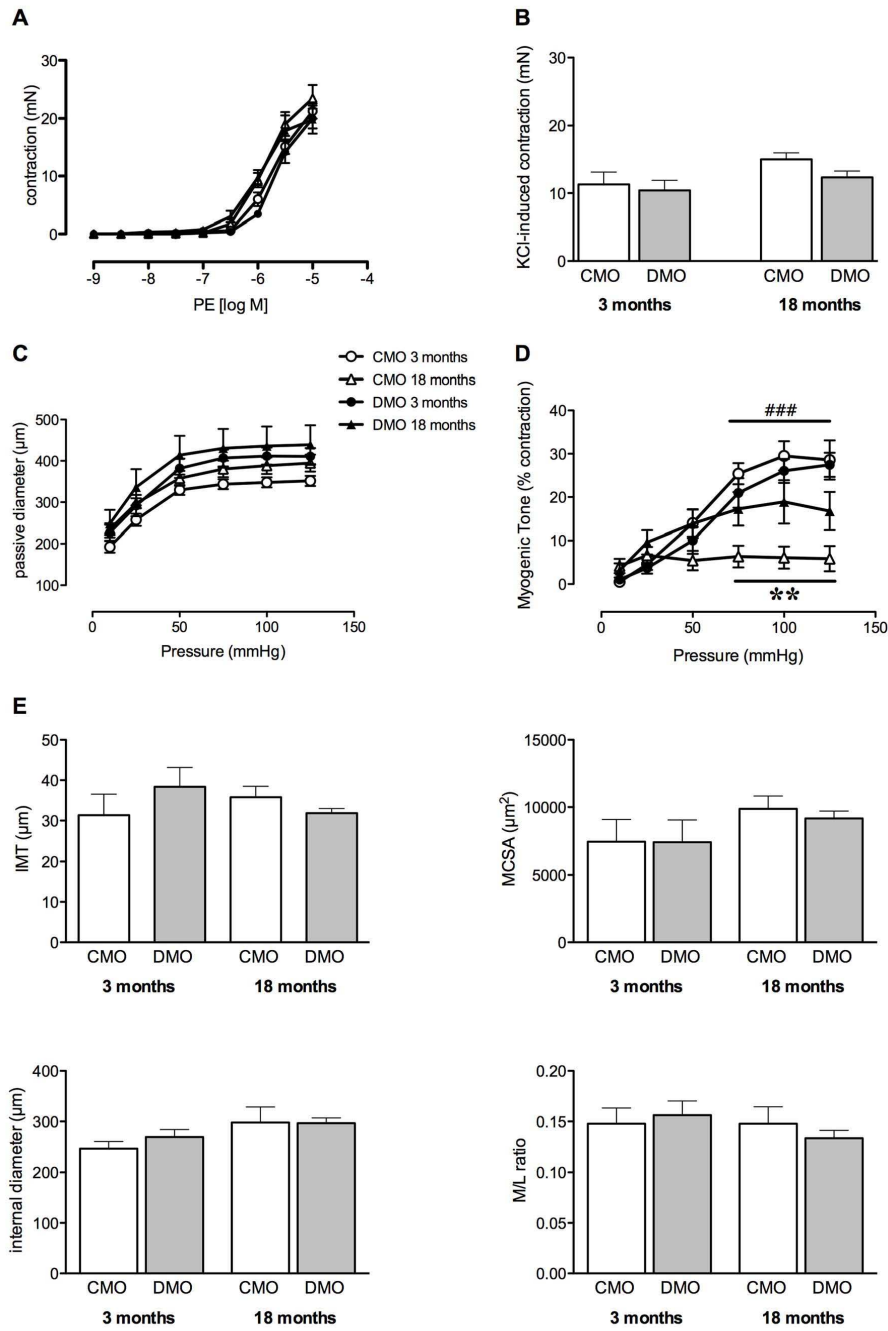 A
contraction (mN)
30
20
10
0
-9 -8 -7 -6 -5 -4
PE [log M]
B
KCl-induced contraction (mN)
30
20
10
0
CMO DMO CMO DMO
3 months 18 months
C
passive diameter (µm)
500
400
300
200
100
0 50 100 150
Pressure (mmHg)
CMO 3 months
CMO 18 months
DMO 3 months
DMO 18 months
D
Myogenic Tone (% contraction)
40
30
20
10
0
###
**
0 50 100 150
Pressure (mmHg)
E
IMT (µm)
50
40
30
20
10
0
CMO DMO CMO DMO
3 months 18 months
MCSA (µm²)
15000
10000
5000
0
CMO DMO CMO DMO
3 months 18 months
internal diameter (µm)
400
300
200
100
0
CMO DMO CMO DMO
3 months 18 months
M/L ratio
0.20
0.15
0.10
0.05
0.00
CMO DMO CMO DMO
3 months 18 months